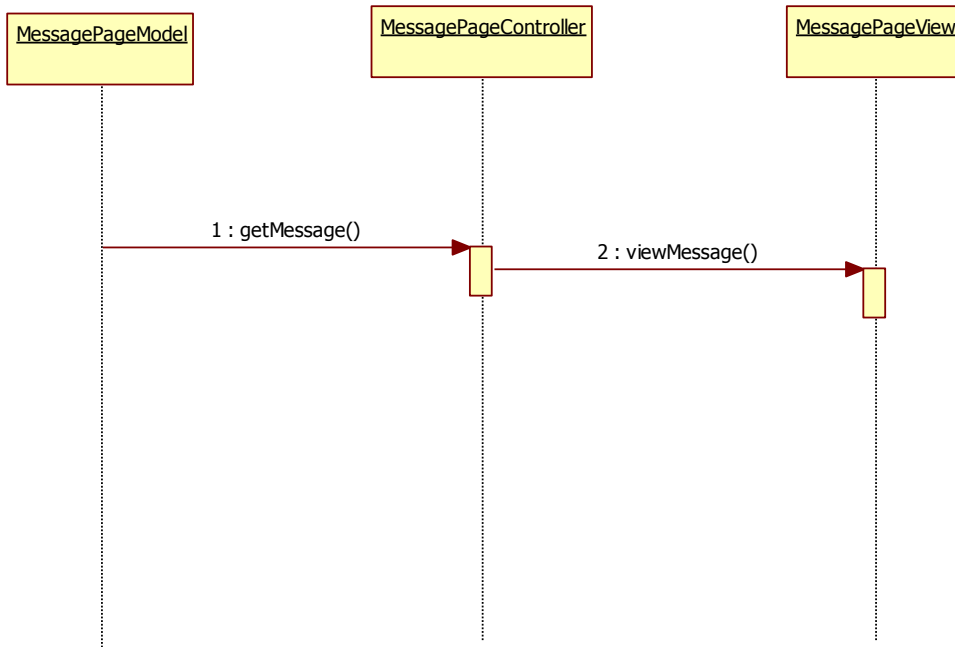 MessagePageModel
MessagePageController
MessagePageView
1 : getMessage()
2 : viewMessage()